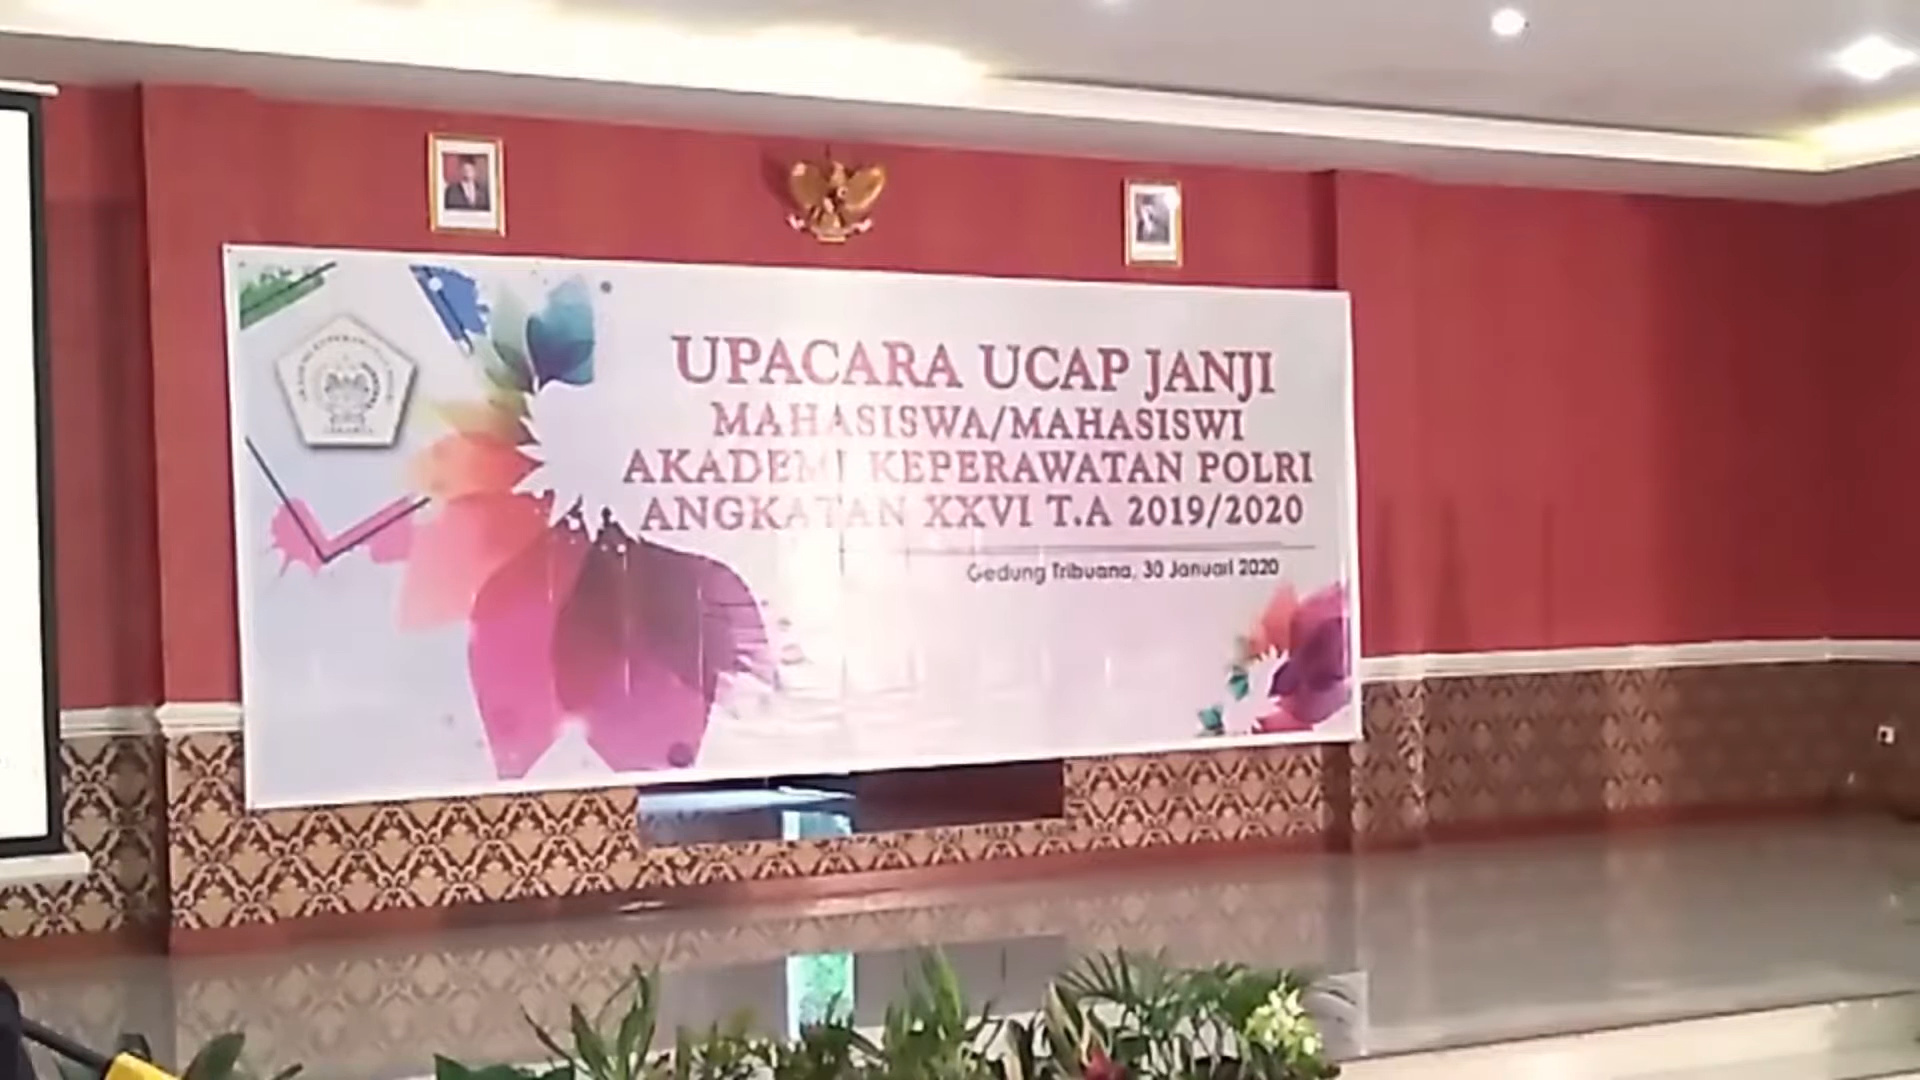 UPACARA UCAP JANJI
MAHASISWA/MAHASISWI
AKADEMI KEPERAWATAN POLRI
ANGKATAN XXVI T.A 2019/2020
Gedung Tribuana, 30 Januari 2020